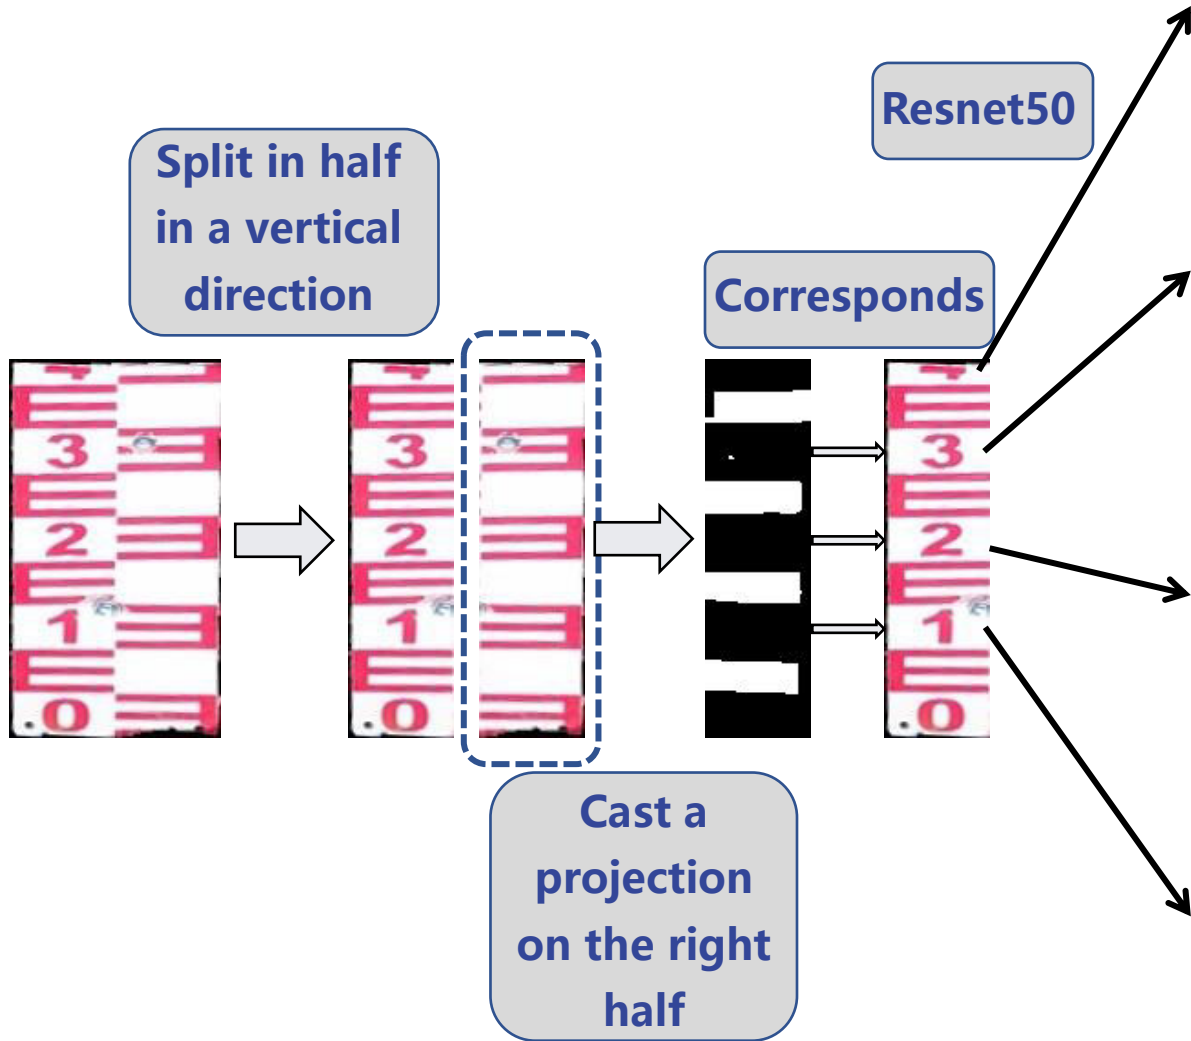 Resnet50
Split in half
in a vertical
direction
Corresponds
3
2
1
0
3
2
1
0
3
2
1
0
Cast a
projection
on the right
half